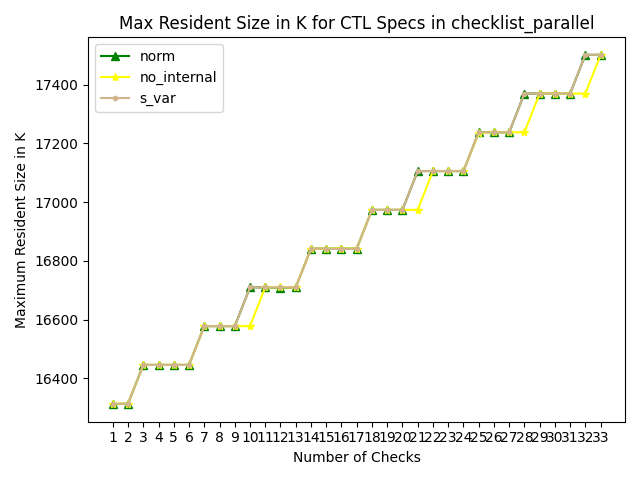 Max Resident Size in K for CTL Specs in checklist_parallel
norm
no_internal
s_var
Maximum Resident Size in K
17400
17200
17000
16800
16600
16400
1 2 3 4 5 6 7 8 9 10 11 12 13 14 15 16 17 18 19 20 21 22 23 24 25 26 27 28 29 30 31 32 33
Number of Checks